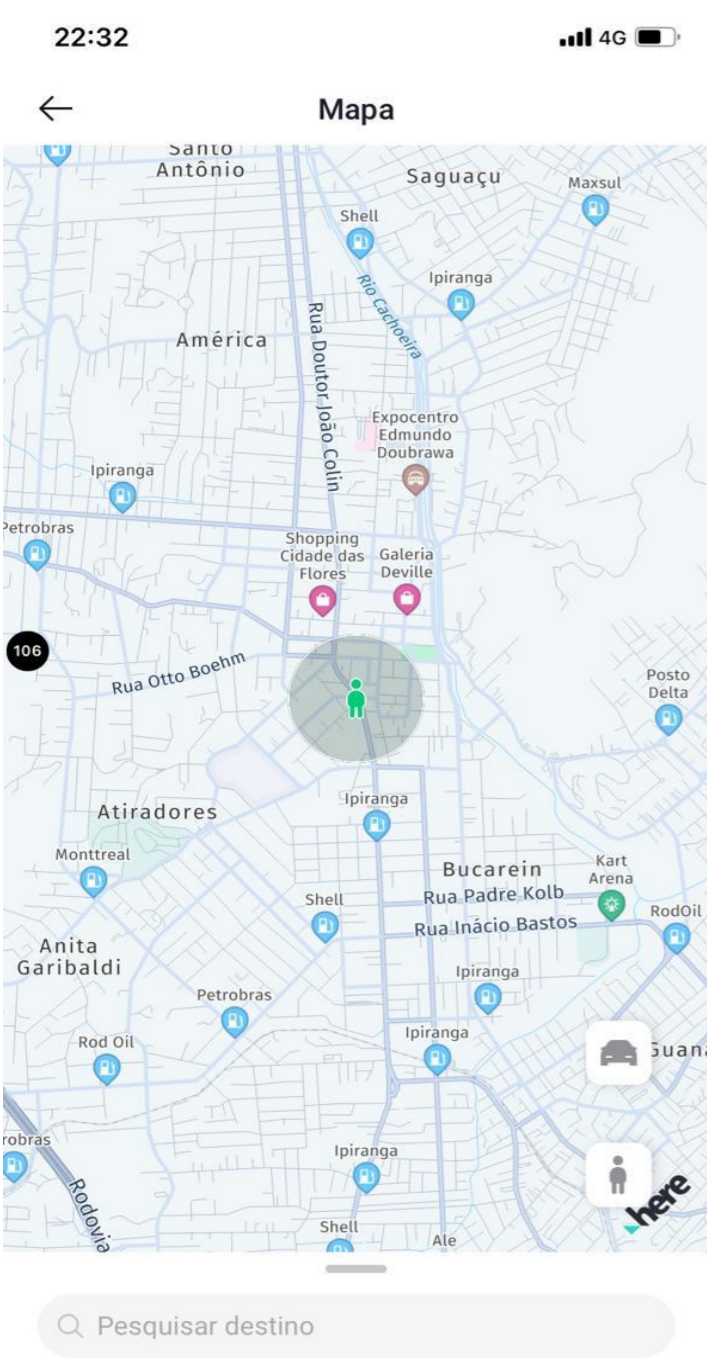 22:32
4G
Mapa
Santo
Antônio
Saguaçu
Maxsul
Shell
Ipiranga
Rio Cachoeira
América
Rua Doutor João Colin
Expocentro
Edmundo
Doubrawa
Ipiranga
Petrobras
Shopping
Cidade das
Flores
Galeria
Deville
106
Rua Otto Boehm
Posto
Delta
Ipiranga
Atiradores
Monttreal
Bucarein
Kart
Arena
Rua Padre Kolb
Shell
RodOil
Rua Inácio Bastos
Anita
Garibaldi
Ipiranga
Petrobras
Rod Oil
Ipiranga
Guana
robras
Ipiranga
Rodovia
here
Shell
Ale
Pesquisar destino